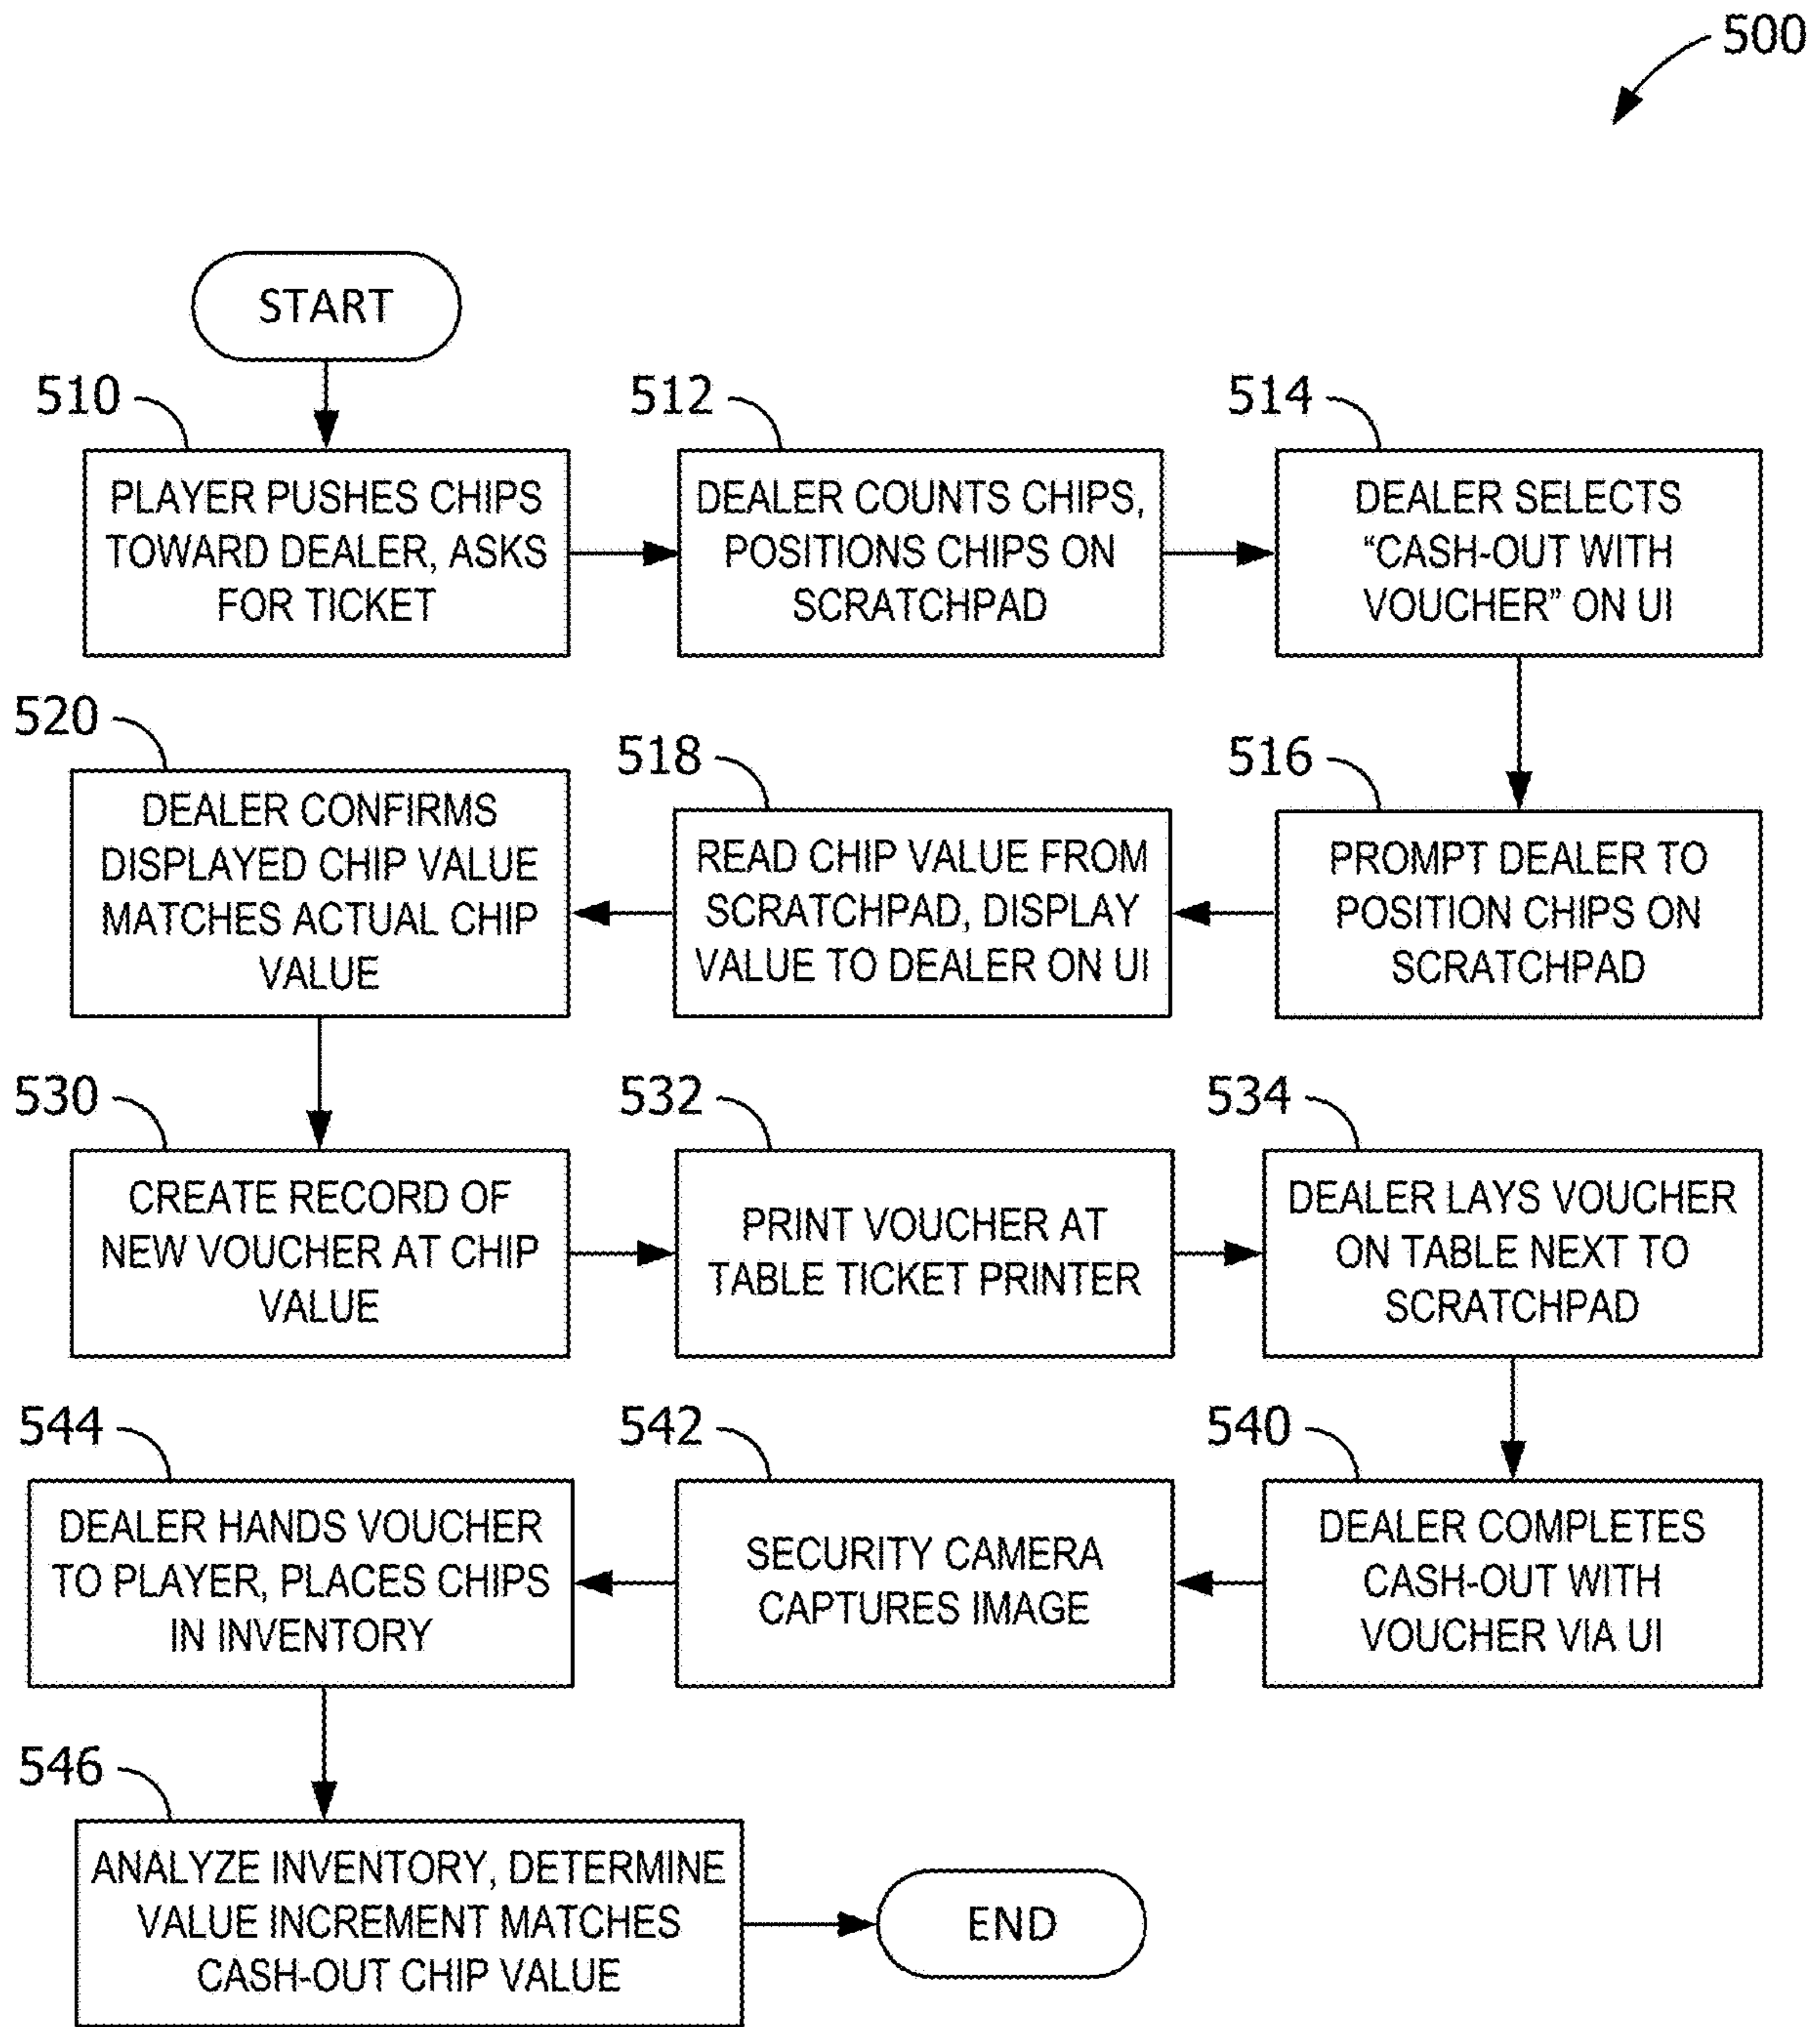 500
START
510
PLAYER PUSHES CHIPS
TOWARD DEALER, ASKS
FOR TICKET
512
DEALER COUNTS CHIPS,
POSITIONS CHIPS ON
SCRATCHPAD
514
DEALER SELECTS
“CASH-OUT WITH
VOUCHER” ON UI
516
PROMPT DEALER TO
POSITION CHIPS ON
SCRATCHPAD
518
READ CHIP VALUE FROM
SCRATCHPAD, DISPLAY
VALUE TO DEALER ON UI
520
DEALER CONFIRMS
DISPLAYED CHIP VALUE
MATCHES ACTUAL CHIP
VALUE
530
CREATE RECORD OF
NEW VOUCHER AT CHIP
VALUE
532
PRINT VOUCHER AT
TABLE TICKET PRINTER
534
DEALER LAYS VOUCHER
ON TABLE NEXT TO
SCRATCHPAD
540
DEALER COMPLETES
CASH-OUT WITH
VOUCHER VIA UI
542
SECURITY CAMERA
CAPTURES IMAGE
544
DEALER HANDS VOUCHER
TO PLAYER, PLACES CHIPS
IN INVENTORY
546
ANALYZE INVENTORY, DETERMINE
VALUE INCREMENT MATCHES
CASH-OUT CHIP VALUE
END